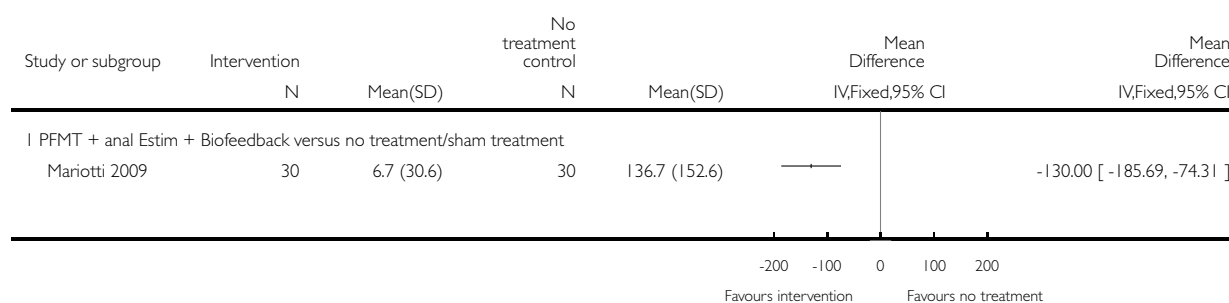 No
treatment
control
Mean
Difference
Mean
Difference
Study or subgroup Intervention
N Mean(SD) N Mean(SD) IV,Fixed,95% CI IV,Fixed,95% CI
1 PFMT + anal Estim + Biofeedback versus no treatment/sham treatment
Mariotti 2009 30 6.7 (30.6) 30 136.7 (152.6) -130.00 [ -185.69, -74.31 ]
-200 -100 0 100 200
Favours intervention Favours no treatment